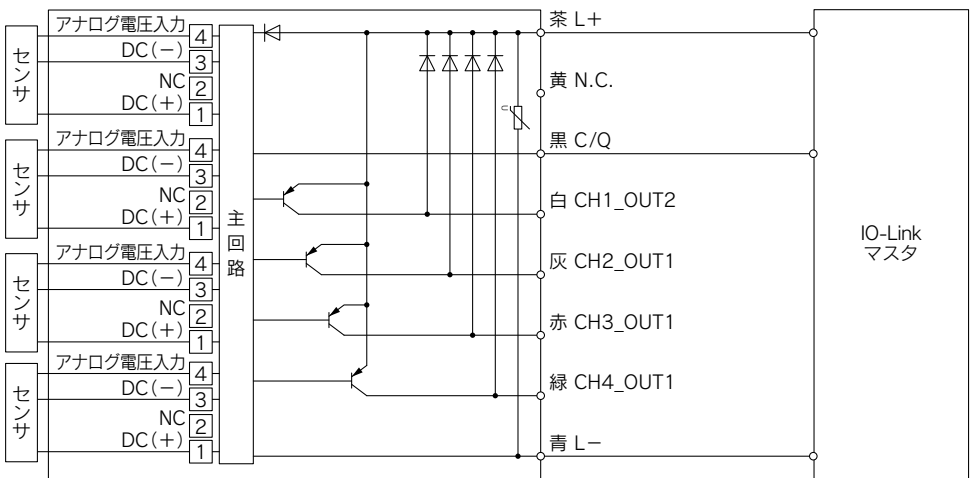 センサ
アナログ電圧入力 4
DC(－) 3
NC 2
DC(+) 1
センサ
アナログ電圧入力 4
DC(－) 3
NC 2
DC(+) 1
センサ
アナログ電圧入力 4
DC(－) 3
NC 2
DC(+) 1
センサ
アナログ電圧入力 4
DC(－) 3
NC 2
DC(+) 1
主回路
茶 L+
黄 N.C.
黒 C/Q
白 CH1_OUT2
灰 CH2_OUT1
赤 CH3_OUT1
緑 CH4_OUT1
青 L－
IO-Link
マスタ